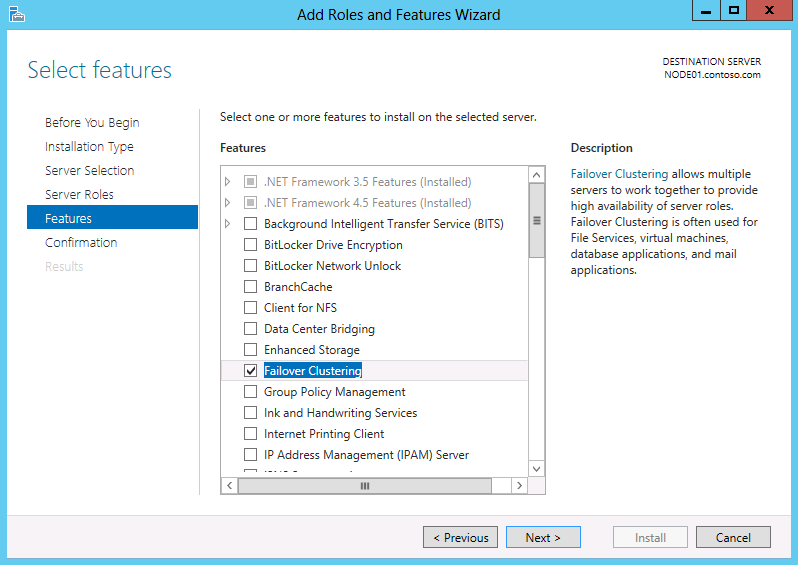 Add Roles and Features Wizard
Select features
DESTINATION SERVER
NODE01.contoso.com
Before You Begin
Installation Type
Server Selection
Server Roles
Features
Confirmation
Results
Select one or more features to install on the selected server.
Features
.NET Framework 3.5 Features (Installed)
.NET Framework 4.5 Features (Installed)
Background Intelligent Transfer Service (BITS)
BitLocker Drive Encryption
BitLocker Network Unlock
BranchCache
Client for NFS
Data Center Bridging
Enhanced Storage
Failover Clustering
Group Policy Management
Ink and Handwriting Services
Internet Printing Client
IP Address Management (IPAM) Server
Description
Failover Clustering allows multiple
servers to work together to provide
high availability of server roles.
Failover Clustering is often used for
File Services, virtual machines,
database applications, and mail
applications.
< Previous
Next >
Install
Cancel